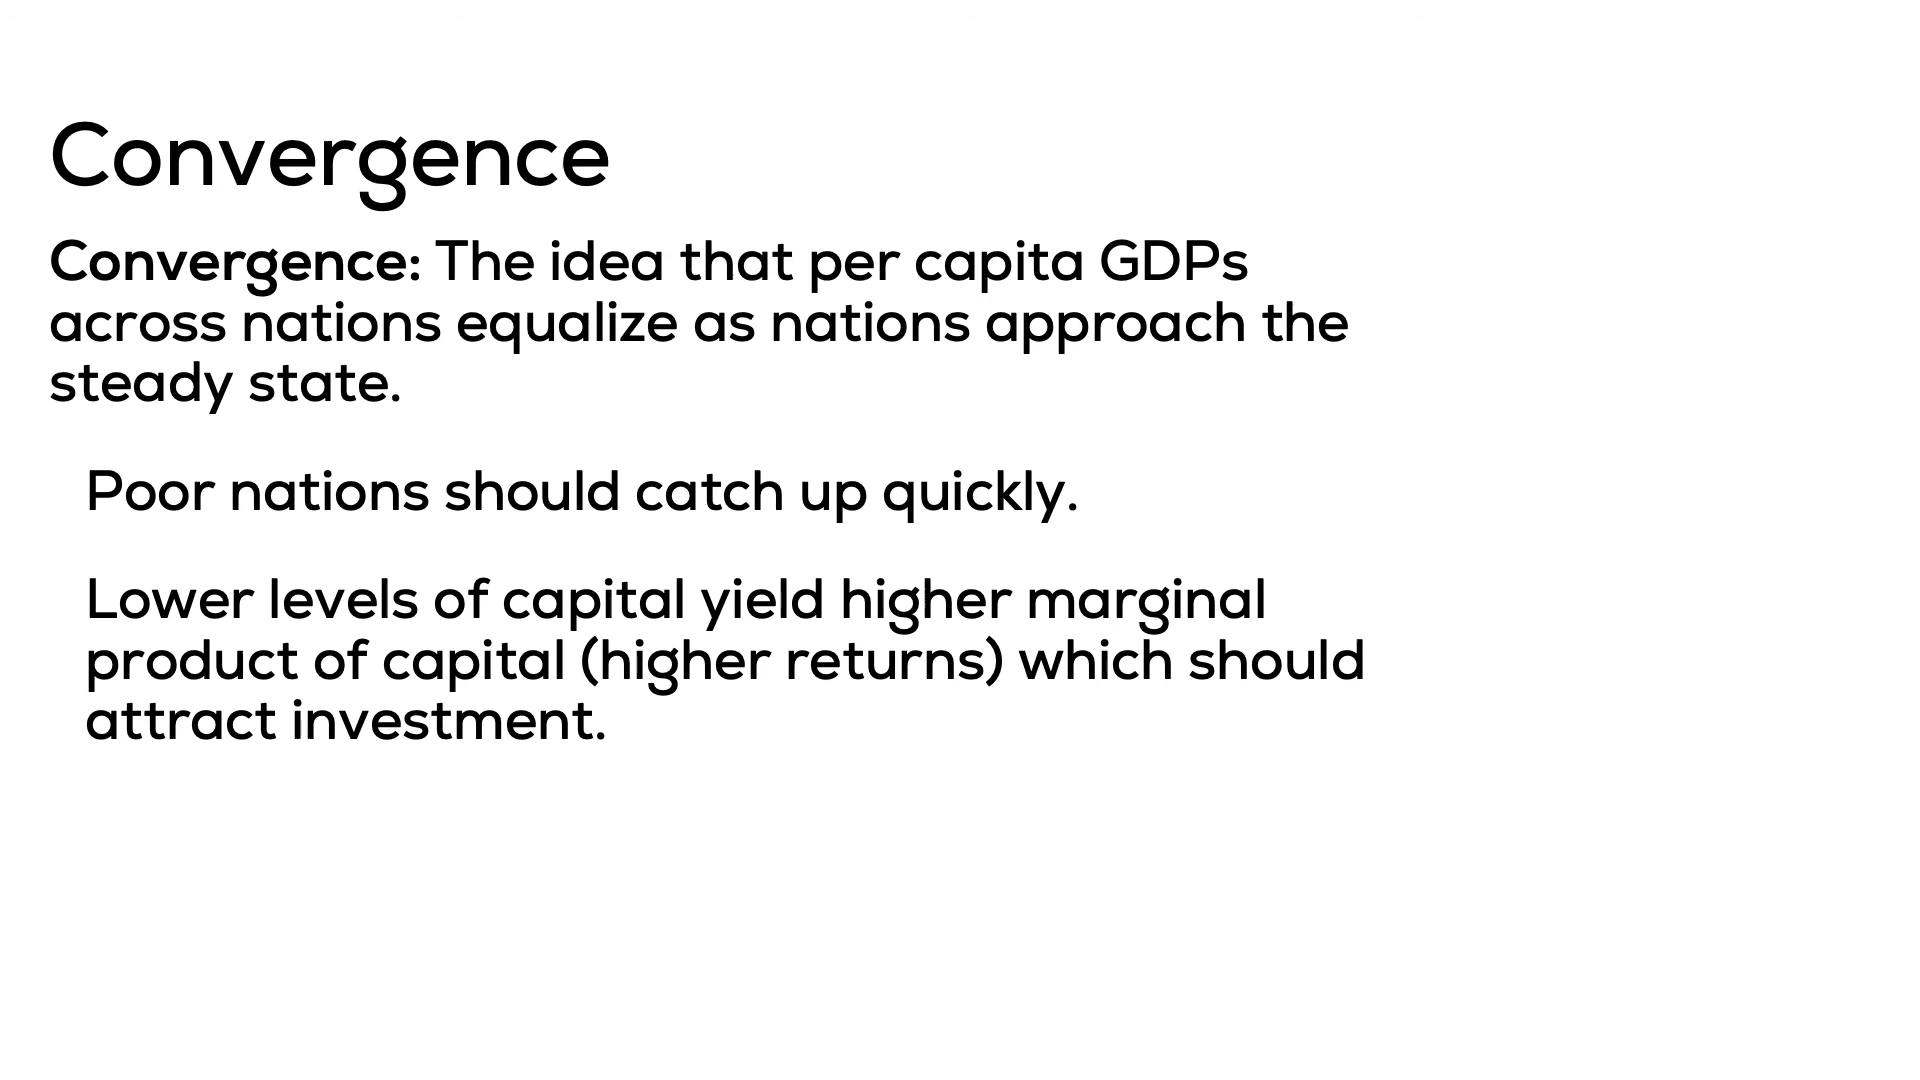 Convergence
Convergence: The idea that per capita GDPs
across nations equalize as nations approach the
steady state.
Poor nations should catch up quickly.
Lower levels of capital yield higher marginal
product of capital (higher returns) which should
attract investment.